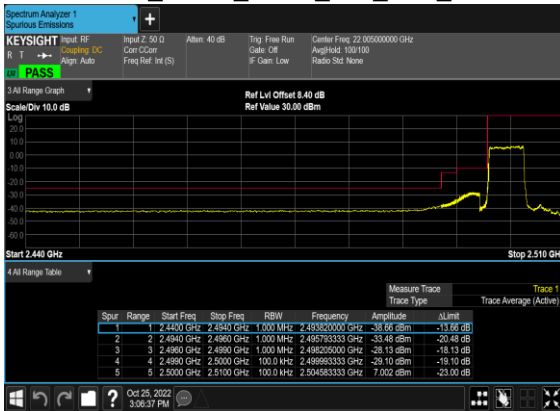 Spectrum Analyzer 1
Spurious Emissions
+
KEYSIGHT
R T
Input: RF
Coupling: DC
Align: Auto
Input Z: 50 Ω
Corr CCorr
Freq Ref: Int (S)
Atten: 40 dB
Trig: Free Run
Gate: Off
IF Gain: Low
Center Freq: 22.005000000 GHz
Avg|Hold: 100/100
Radio Std: None
PASS
3 All Range Graph
Scale/Div 10.0 dB
Ref Lvl Offset 8.40 dB
Ref Value 30.00 dBm
Log
20.0
10.0
0.00
-10.0
-20.0
-30.0
-40.0
-50.0
-60.0
Start 2.440 GHz
Stop 2.510 GH
4 All Range Table
Measure Trace Trace 1
Trace Type Trace Average (Active)
Spur Range Start Freq Stop Freq RBW Frequency Amplitude ΔLimit
1 1 2.4400 GHz 2.4940 GHz 1.000 MHz 2.493820000 GHz -38.66 dBm -13.66 dB
2 2 2.4940 GHz 2.4960 GHz 1.000 MHz 2.495793333 GHz -33.48 dBm -20.48 dB
3 3 2.4960 GHz 2.4990 GHz 1.000 MHz 2.498205000 GHz -28.13 dBm -18.13 dB
4 4 2.4990 GHz 2.5000 GHz 100.0 kHz 2.499993333 GHz -29.10 dBm -19.10 dB
5 5 2.5000 GHz 2.5100 GHz 100.0 kHz 2.504583333 GHz 7.002 dBm -23.00 dB
?
Oct 25, 2022
3:06:37 PM